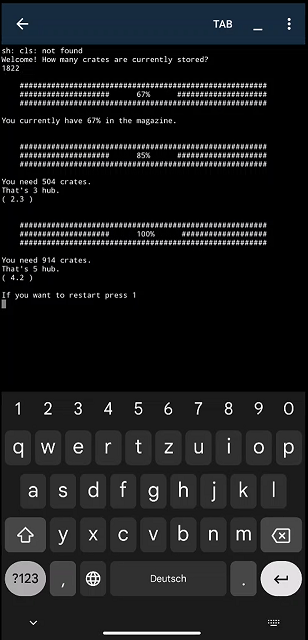 TAB
sh: cls: not found
Welcome! How many crates are currently stored?
1822
#######################################################
#################### 67% ####################
#######################################################
You currently have 67% in the magazine.
#######################################################
#################### 85% ####################
#######################################################
You need 504 crates.
That's 3 hub.
( 2.3 )
#######################################################
#################### 100% ###################
#######################################################
You need 914 crates.
That's 5 hub.
( 4.2 )
If you want to restart press 1
1 2 3 4 5 6 7 8 9 0
q w e r t z u i o p
a s d f g h j k l
y x c v b n m
?123 , Deutsch .